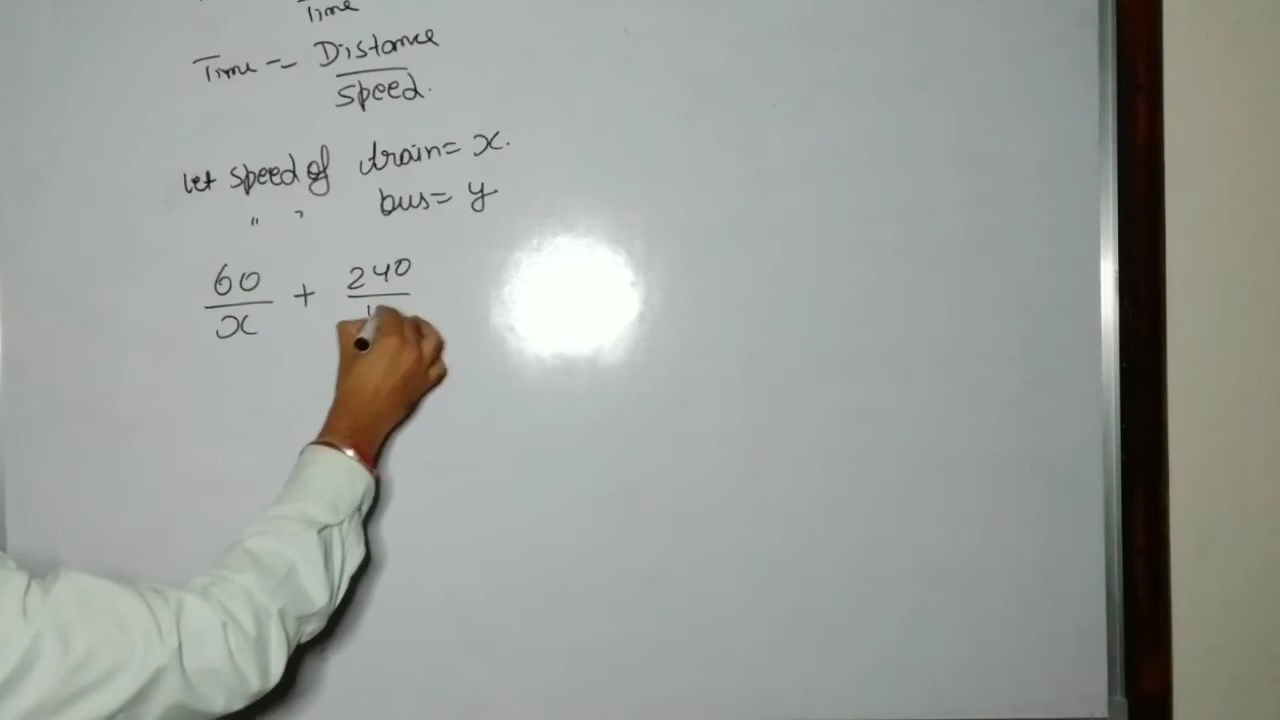 Time
Time = Distance
Speed.
let speed of train = x.
" " bus = y
60 + 240
x